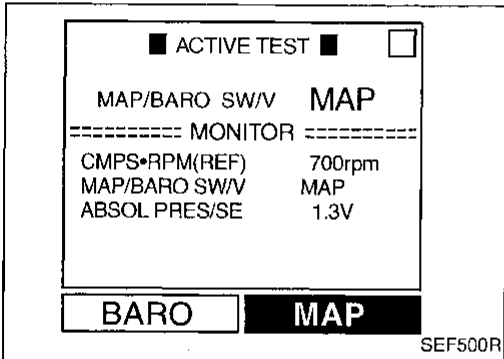 ■ ACTIVE TEST ■
MAP/BARO SW/V MAP
========= MONITOR =========
CMPS•RPM(REF) 700rpm
MAP/BARO SW/V MAP
ABSOL PRES/SE 1.3V
BARO MAP
SEF500R